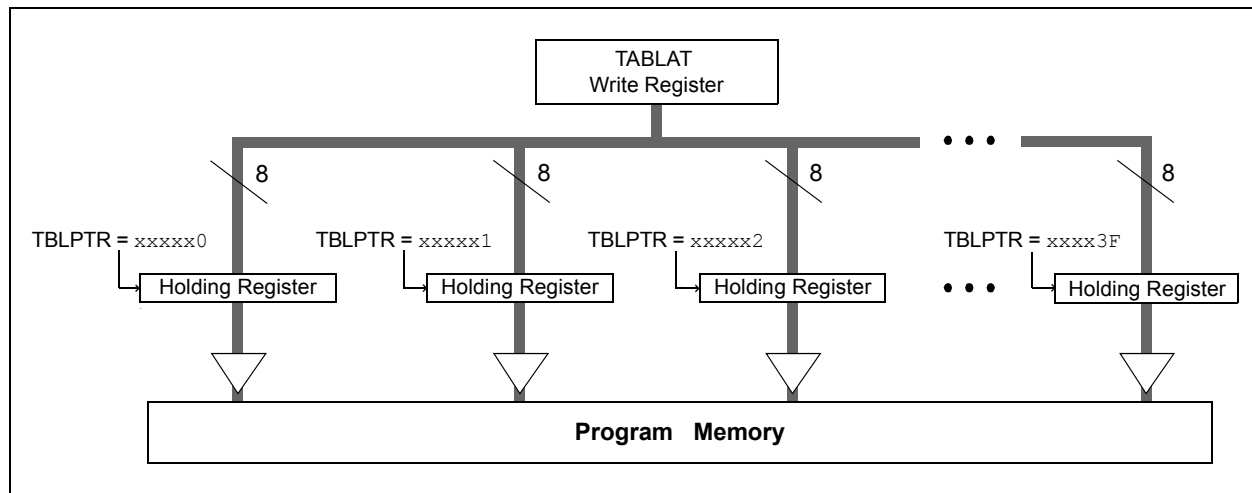 TABLAT
Write Register
• • •
8
8
8
8
TBLPTR = xxxxx0
TBLPTR = xxxxx1
TBLPTR = xxxxx2
TBLPTR = xxxx3F
Holding Register
Holding Register
Holding Register
• • •
Holding Register
Program Memory